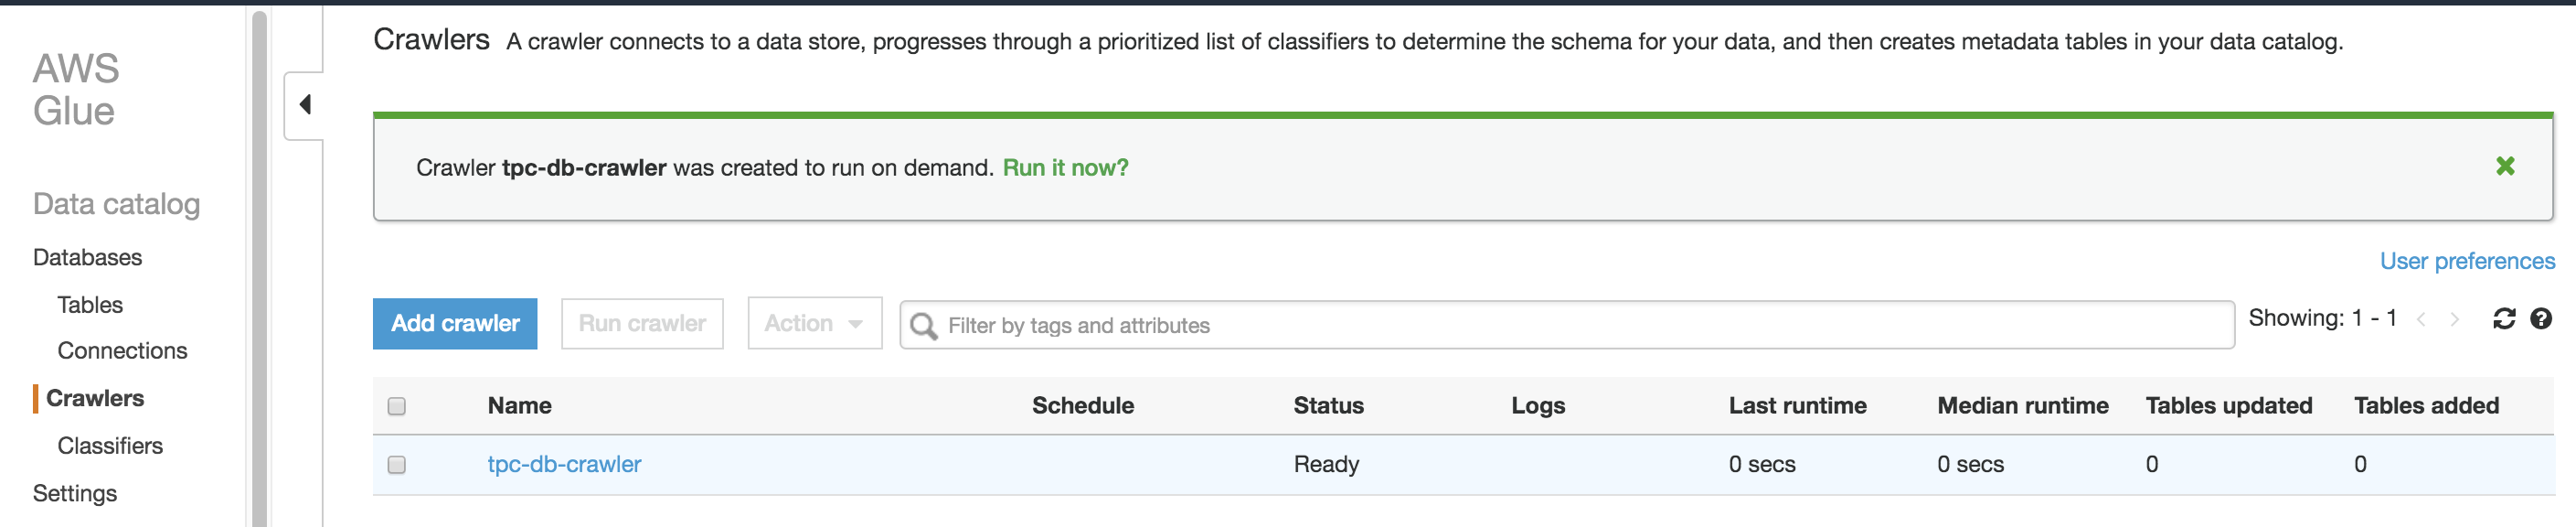 AWS
Glue
Data catalog
Databases
Tables
Connections
Crawlers
Classifiers
Settings
Crawlers A crawler connects to a data store, progresses through a prioritized list of classifiers to determine the schema for your data, and then creates metadata tables in your data catalog.
Crawler tpc-db-crawler was created to run on demand. Run it now?
User preferences
Add crawler Run crawler Action Filter by tags and attributes Showing: 1 - 1
Name Schedule Status Logs Last runtime Median runtime Tables updated Tables added
tpc-db-crawler Ready 0 secs 0 secs 0 0